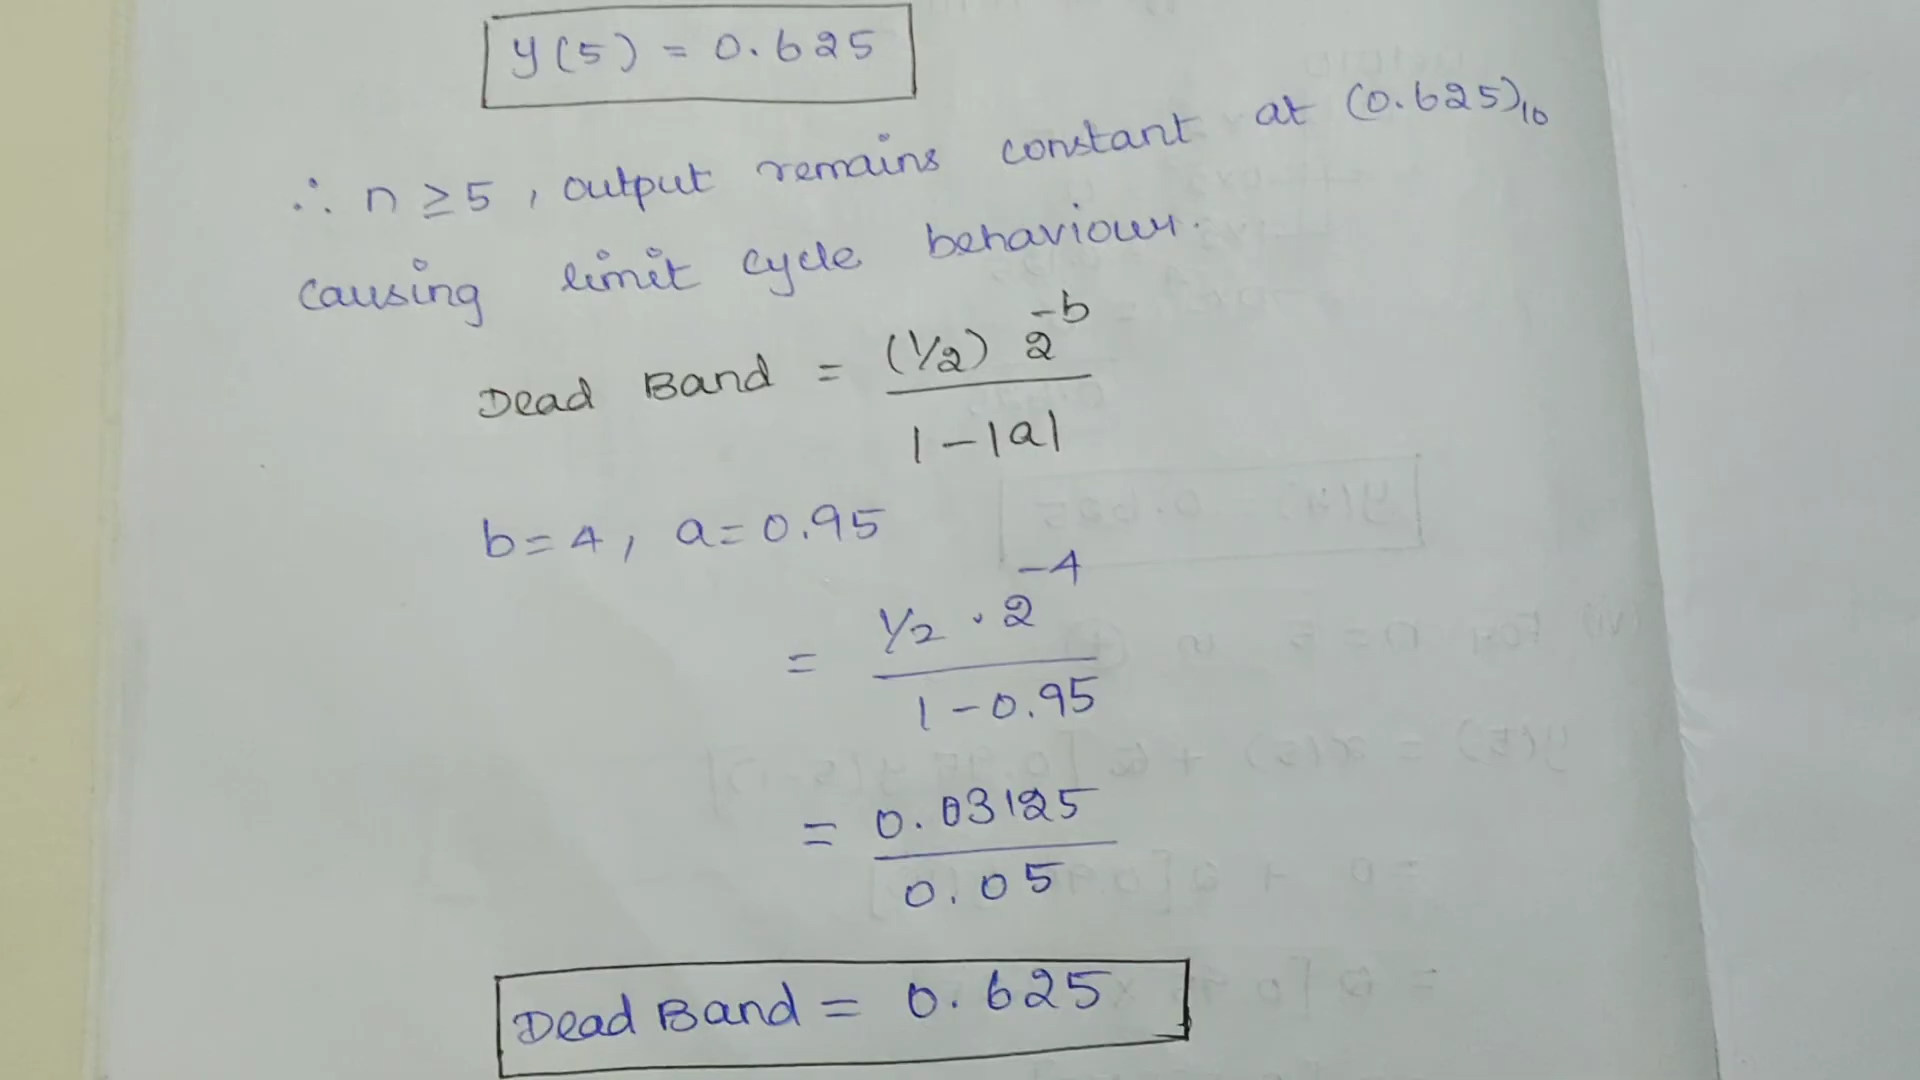 y(5) = 0.625
∴ n ≥ 5, output remains constant at (0.625)₁₀
causing limit cycle behaviour.
Dead Band = (1/2) 2^-b / 1-|a|
b = 4, a = 0.95
= 1/2 · 2^-4 / 1-0.95
= 0.03125 / 0.05
Dead Band = 0.625